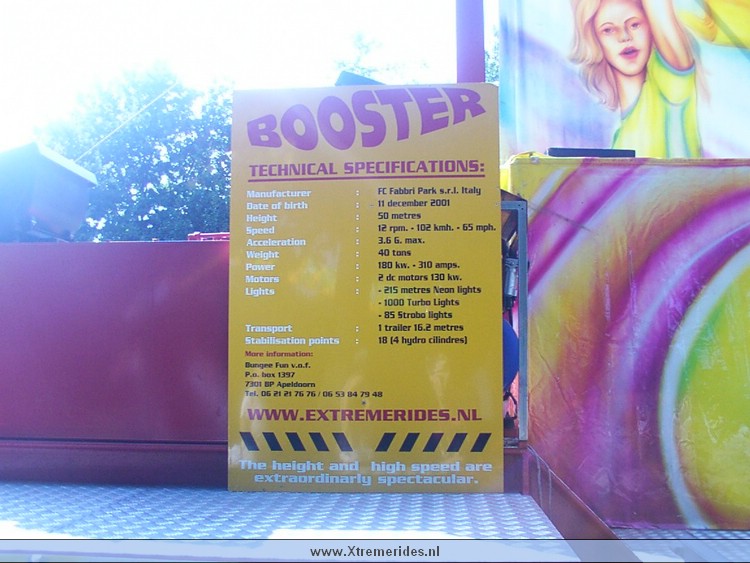 BOOSTER
TECHNICAL SPECIFICATIONS:
Manufacturer : FC Fabbri Park s.r.l. Italy
Date of birth : 11 december 2001
Height : 50 metres
Speed : 12 rpm. - 102 kmh. - 65 mph.
Acceleration : 3.6 G. max.
Weight : 40 tons
Power : 180 kw. - 310 amps.
Motors : 2 dc motors 130 kw.
Lights : - 215 metres Neon lights
- 1000 Turbo Lights
- 85 Strobo lights
Transport : 1 trailer 16.2 metres
Stabilisation points : 18 (4 hydro cilindres)
More information:
Bungee Fun v.o.f.
P.o. box 1397
7301 BP Apeldoorn
Tel. 06 21 21 76 76 / 06 53 84 79 48
WWW.EXTREMERIDES.NL
The height and high speed are
extraordinarly spectacular.
www.Xtremerides.nl